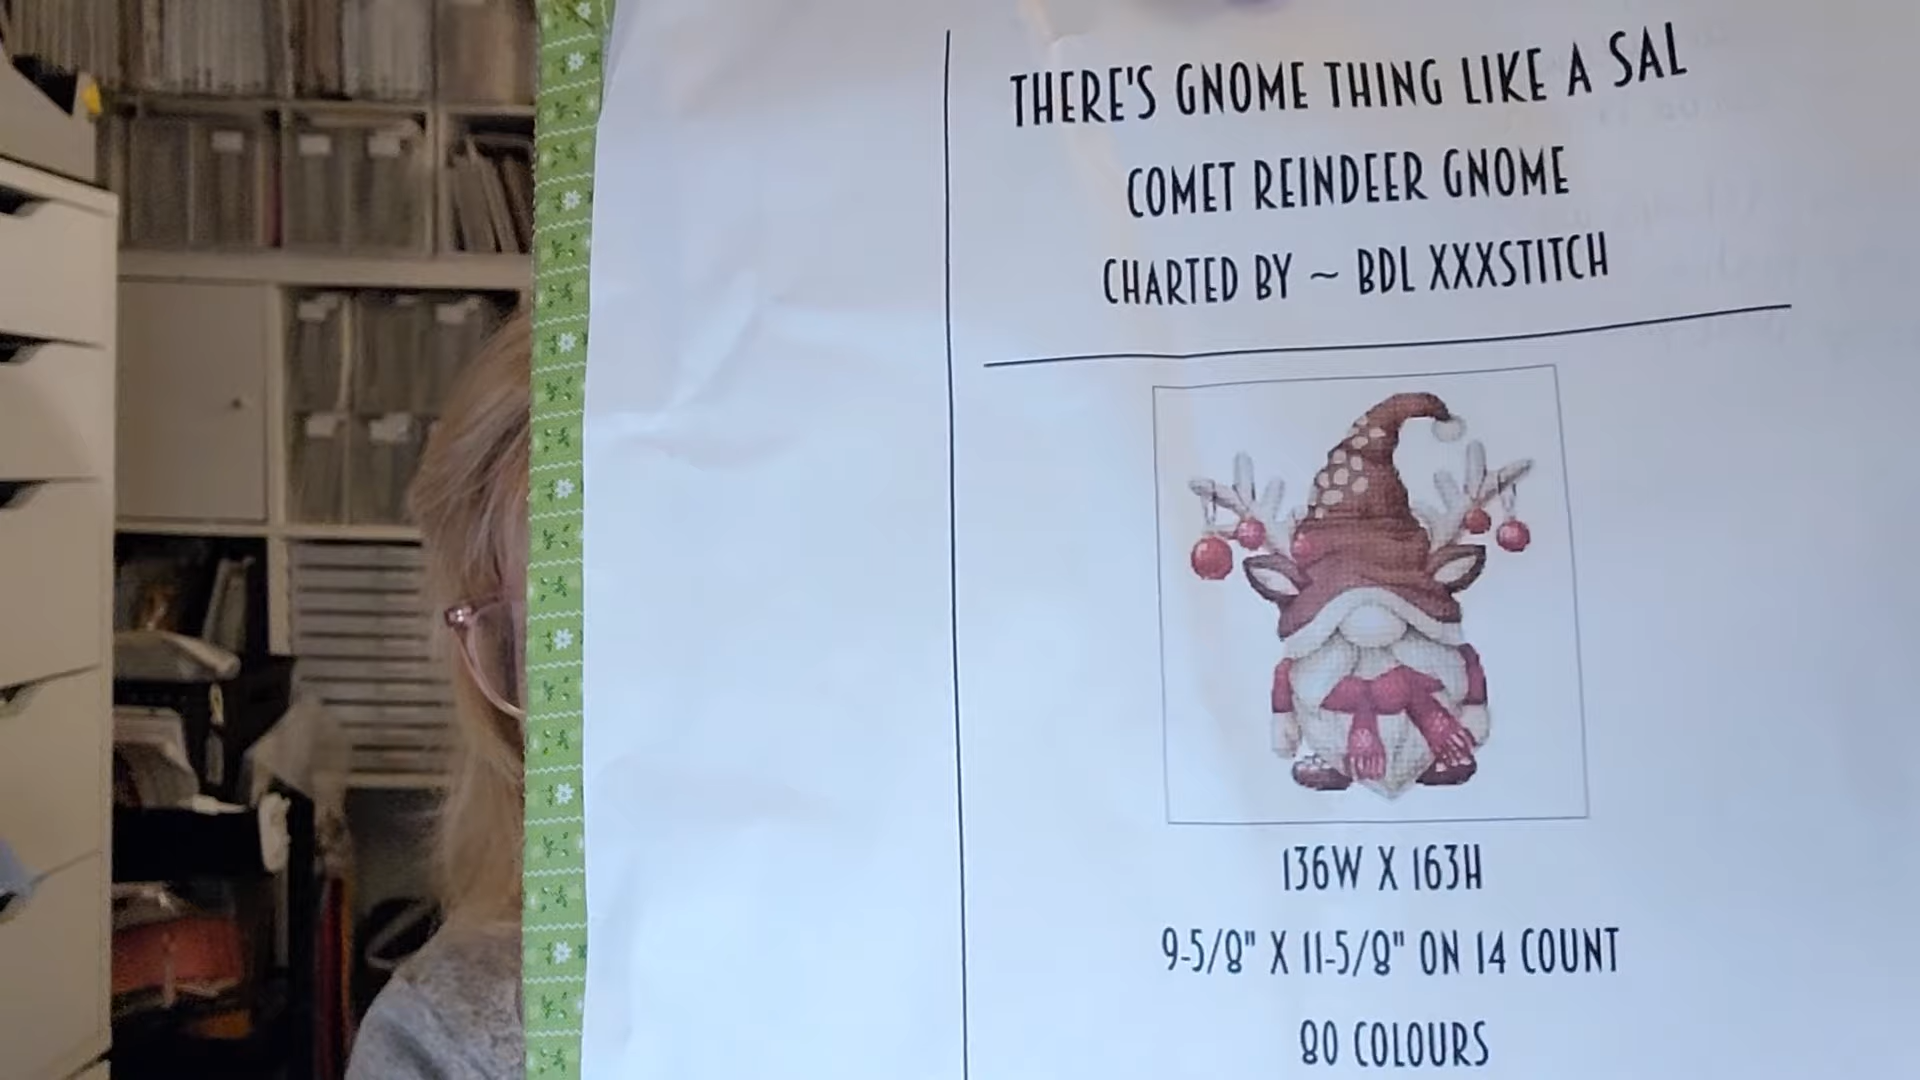 THERE'S GNOME THING LIKE A SAL
COMET REINDEER GNOME
CHARTED BY ~ BDL XXXSTITCH
136W X 163H
9-5/8" X 11-5/8" ON 14 COUNT
80 COLOURS